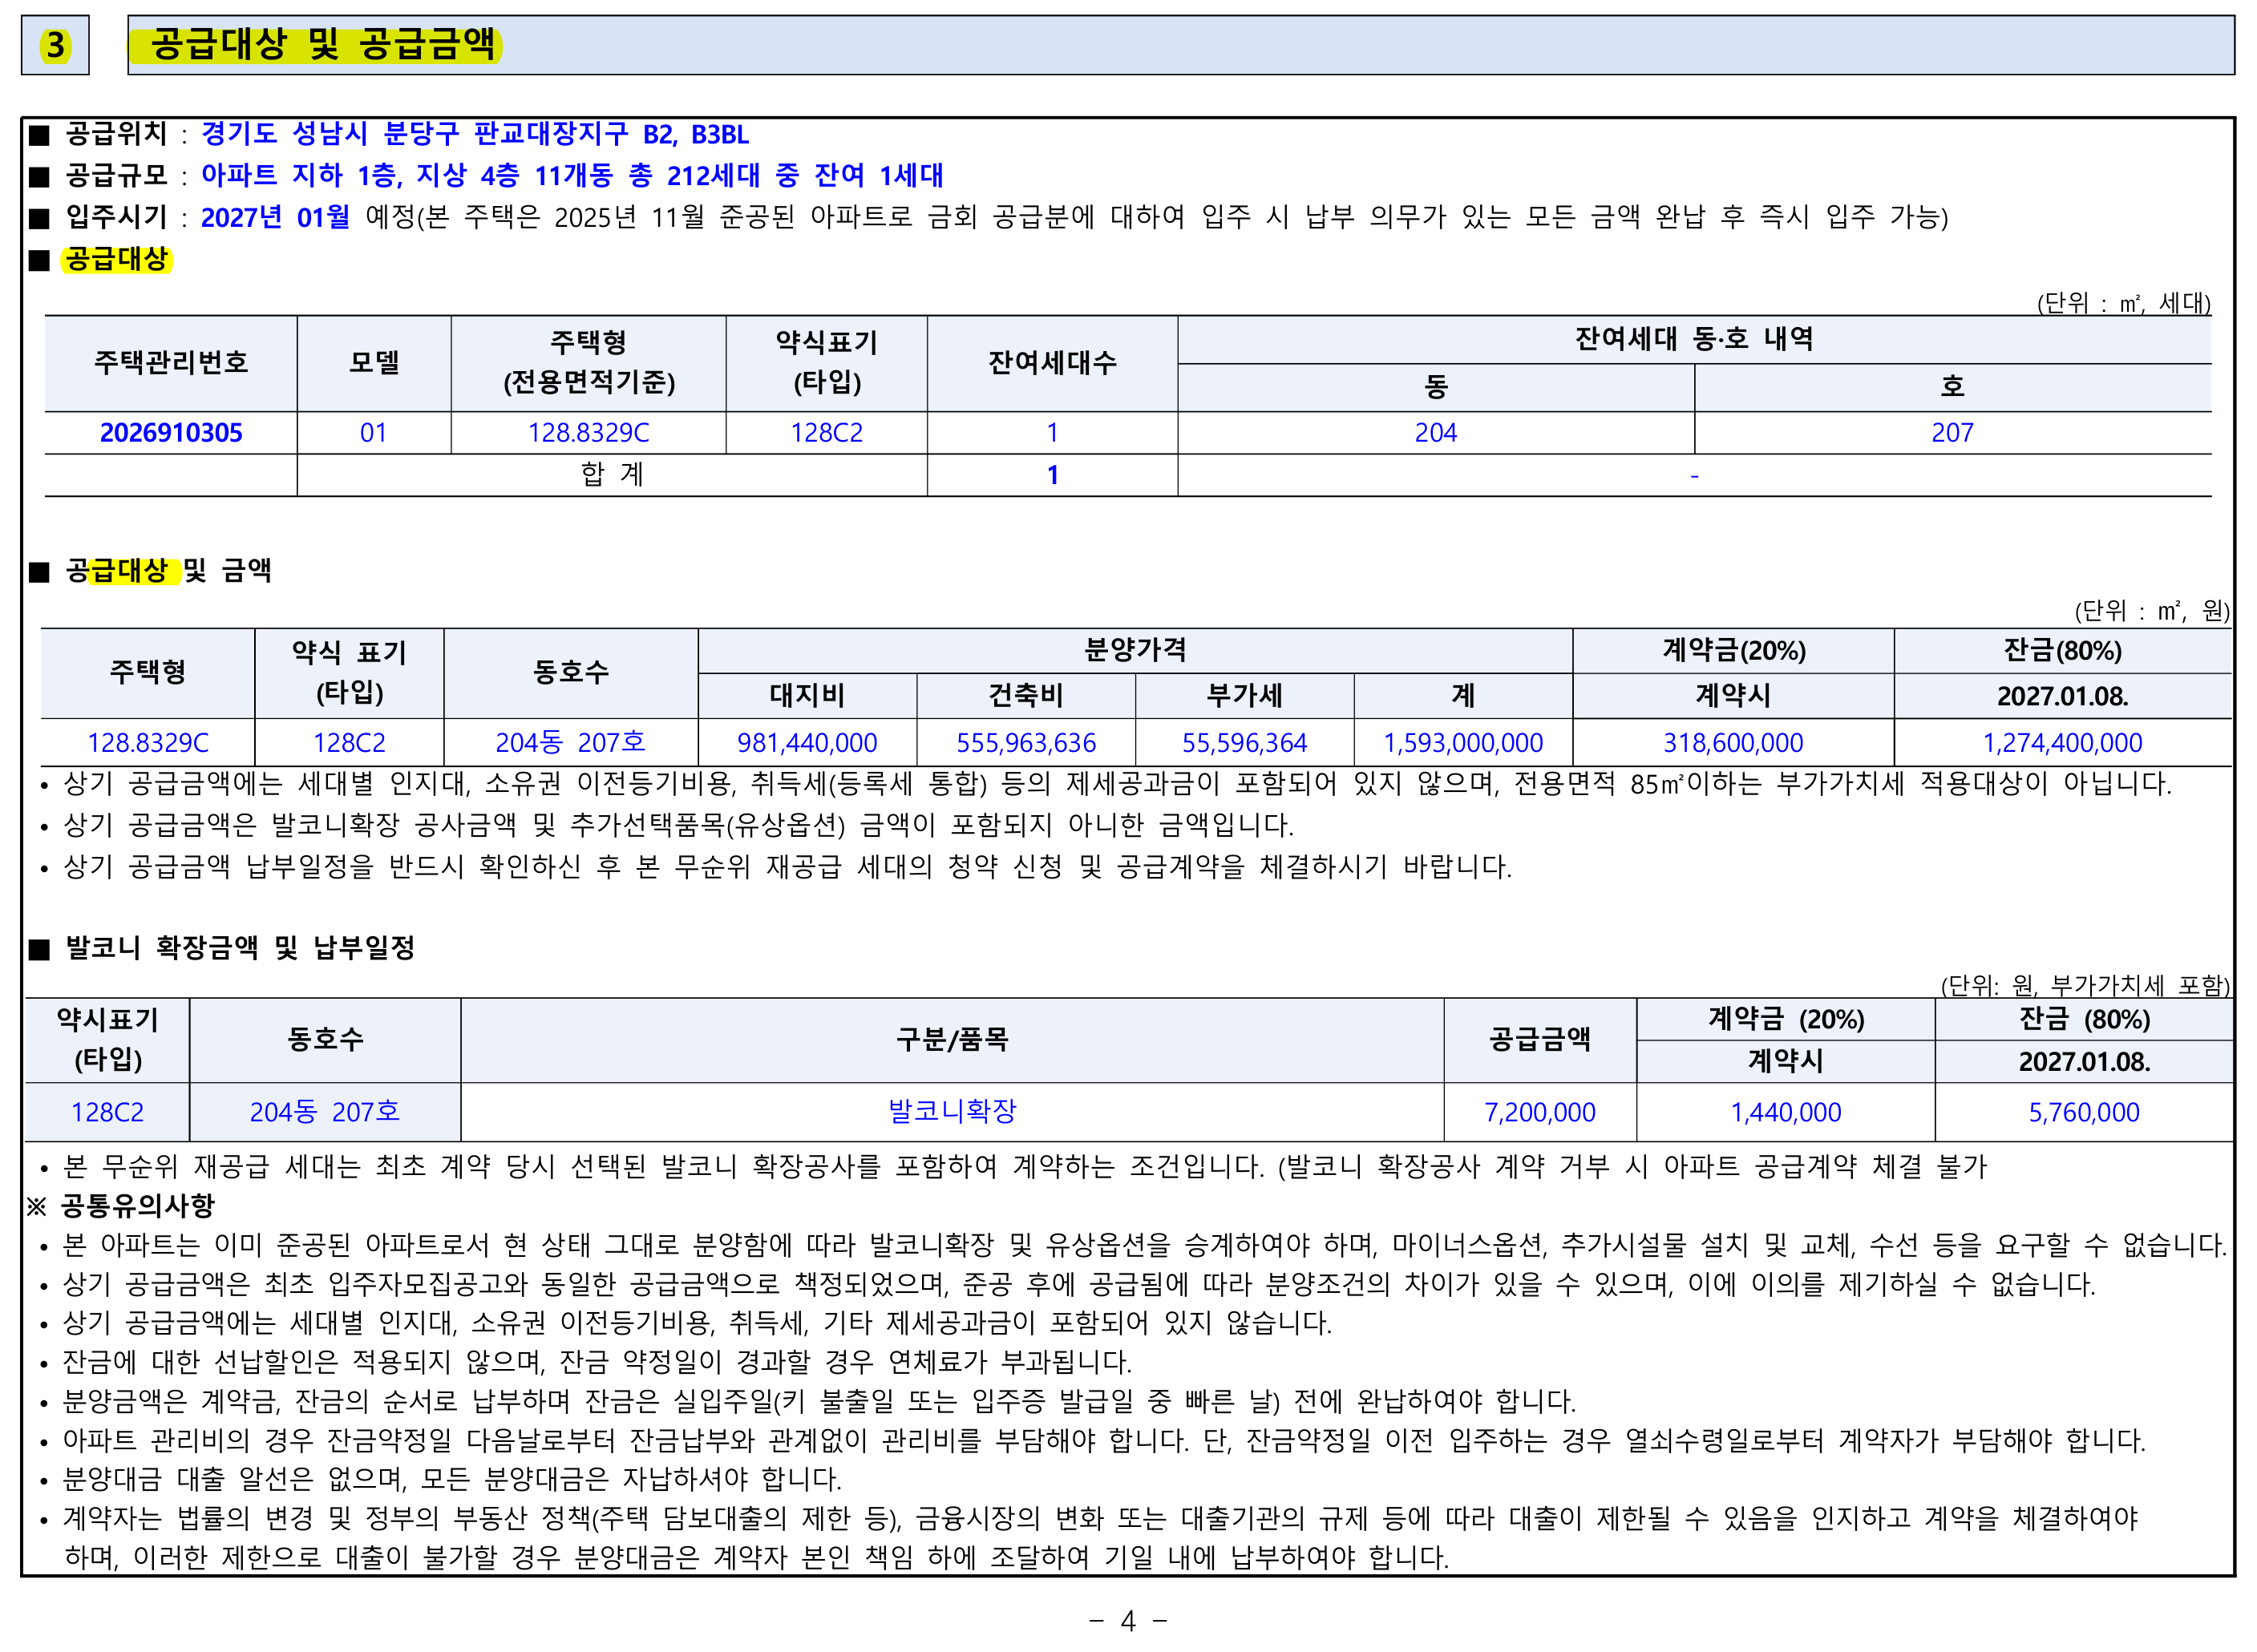 3 공급대상 및 공급금액
■ 공급위치 : 경기도 성남시 분당구 판교대장지구 B2, B3BL
■ 공급규모 : 아파트 지하 1층, 지상 4층 11개동 총 212세대 중 잔여 1세대
■ 입주시기 : 2027년 01월 예정(본 주택은 2025년 11월 준공된 아파트로 금회 공급분에 대하여 입주 시 납부 의무가 있는 모든 금액 완납 후 즉시 입주 가능)
■ 공급대상
(단위 : ㎡, 세대)
주택관리번호 모델 주택형 (전용면적기준) 약식표기 (타입) 잔여세대수 잔여세대 동·호 내역
동 호
2026910305 01 128.8329C 128C2 1 204 207
합 계 1 -
■ 공급대상 및 금액
(단위 : ㎡, 원)
주택형 약식 표기 (타입) 동호수 분양가격 계약금(20%) 잔금(80%)
대지비 건축비 부가세 계 계약시 2027.01.08.
128.8329C 128C2 204동 207호 981,440,000 555,963,636 55,596,364 1,593,000,000 318,600,000 1,274,400,000
• 상기 공급금액에는 세대별 인지대, 소유권 이전등기비용, 취득세(등록세 통합) 등의 제세공과금이 포함되어 있지 않으며, 전용면적 85㎡이하는 부가가치세 적용대상이 아닙니다.
• 상기 공급금액은 발코니확장 공사금액 및 추가선택품목(유상옵션) 금액이 포함되지 아니한 금액입니다.
• 상기 공급금액 납부일정을 반드시 확인하신 후 본 무순위 재공급 세대의 청약 신청 및 공급계약을 체결하시기 바랍니다.
■ 발코니 확장금액 및 납부일정
(단위: 원, 부가가치세 포함)
약시표기 (타입) 동호수 구분/품목 공급금액 계약금 (20%) 잔금 (80%)
계약시 2027.01.08.
128C2 204동 207호 발코니확장 7,200,000 1,440,000 5,760,000
• 본 무순위 재공급 세대는 최초 계약 당시 선택된 발코니 확장공사를 포함하여 계약하는 조건입니다. (발코니 확장공사 계약 거부 시 아파트 공급계약 체결 불가
※ 공통유의사항
• 본 아파트는 이미 준공된 아파트로서 현 상태 그대로 분양함에 따라 발코니확장 및 유상옵션을 승계하여야 하며, 마이너스옵션, 추가시설물 설치 및 교체, 수선 등을 요구할 수 없습니다.
• 상기 공급금액은 최초 입주자모집공고와 동일한 공급금액으로 책정되었으며, 준공 후에 공급됨에 따라 분양조건의 차이가 있을 수 있으며, 이에 이의를 제기하실 수 없습니다.
• 상기 공급금액에는 세대별 인지대, 소유권 이전등기비용, 취득세, 기타 제세공과금이 포함되어 있지 않습니다.
• 잔금에 대한 선납할인은 적용되지 않으며, 잔금 약정일이 경과할 경우 연체료가 부과됩니다.
• 분양금액은 계약금, 잔금의 순서로 납부하며 잔금은 실입주일(키 불출일 또는 입주증 발급일 중 빠른 날) 전에 완납하여야 합니다.
• 아파트 관리비의 경우 잔금약정일 다음날로부터 잔금납부와 관계없이 관리비를 부담해야 합니다. 단, 잔금약정일 이전 입주하는 경우 열쇠수령일로부터 계약자가 부담해야 합니다.
• 분양대금 대출 알선은 없으며, 모든 분양대금은 자납하셔야 합니다.
• 계약자는 법률의 변경 및 정부의 부동산 정책(주택 담보대출의 제한 등), 금융시장의 변화 또는 대출기관의 규제 등에 따라 대출이 제한될 수 있음을 인지하고 계약을 체결하여야
하며, 이러한 제한으로 대출이 불가할 경우 분양대금은 계약자 본인 책임 하에 조달하여 기일 내에 납부하여야 합니다.
- 4 -